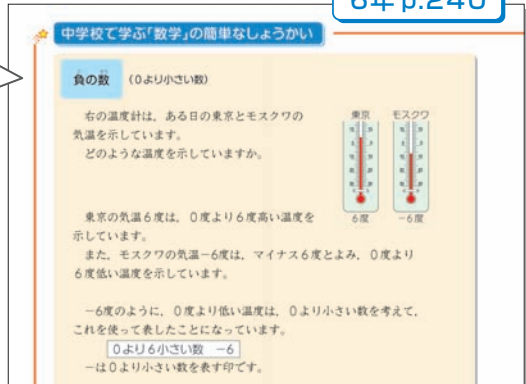 6年 p.240
中学校で学ぶ「数学」の簡単なしょうかい
負の数 （0より小さい数）
右の温度計は，ある日の東京とモスクワの
気温を示しています。
どのような温度を示していますか。
東京 モスクワ
6度 −6度
東京の気温6度は，0度より6度高い温度を
示しています。
また，モスクワの気温−6度は，マイナス6度とよみ，0度より
6度低い温度を示しています。
−6度のように，0度より低い温度は，0より小さい数を考えて，
これを使って表したことになっています。
0より6小さい数 −6
−は0より小さい数を表す印です。